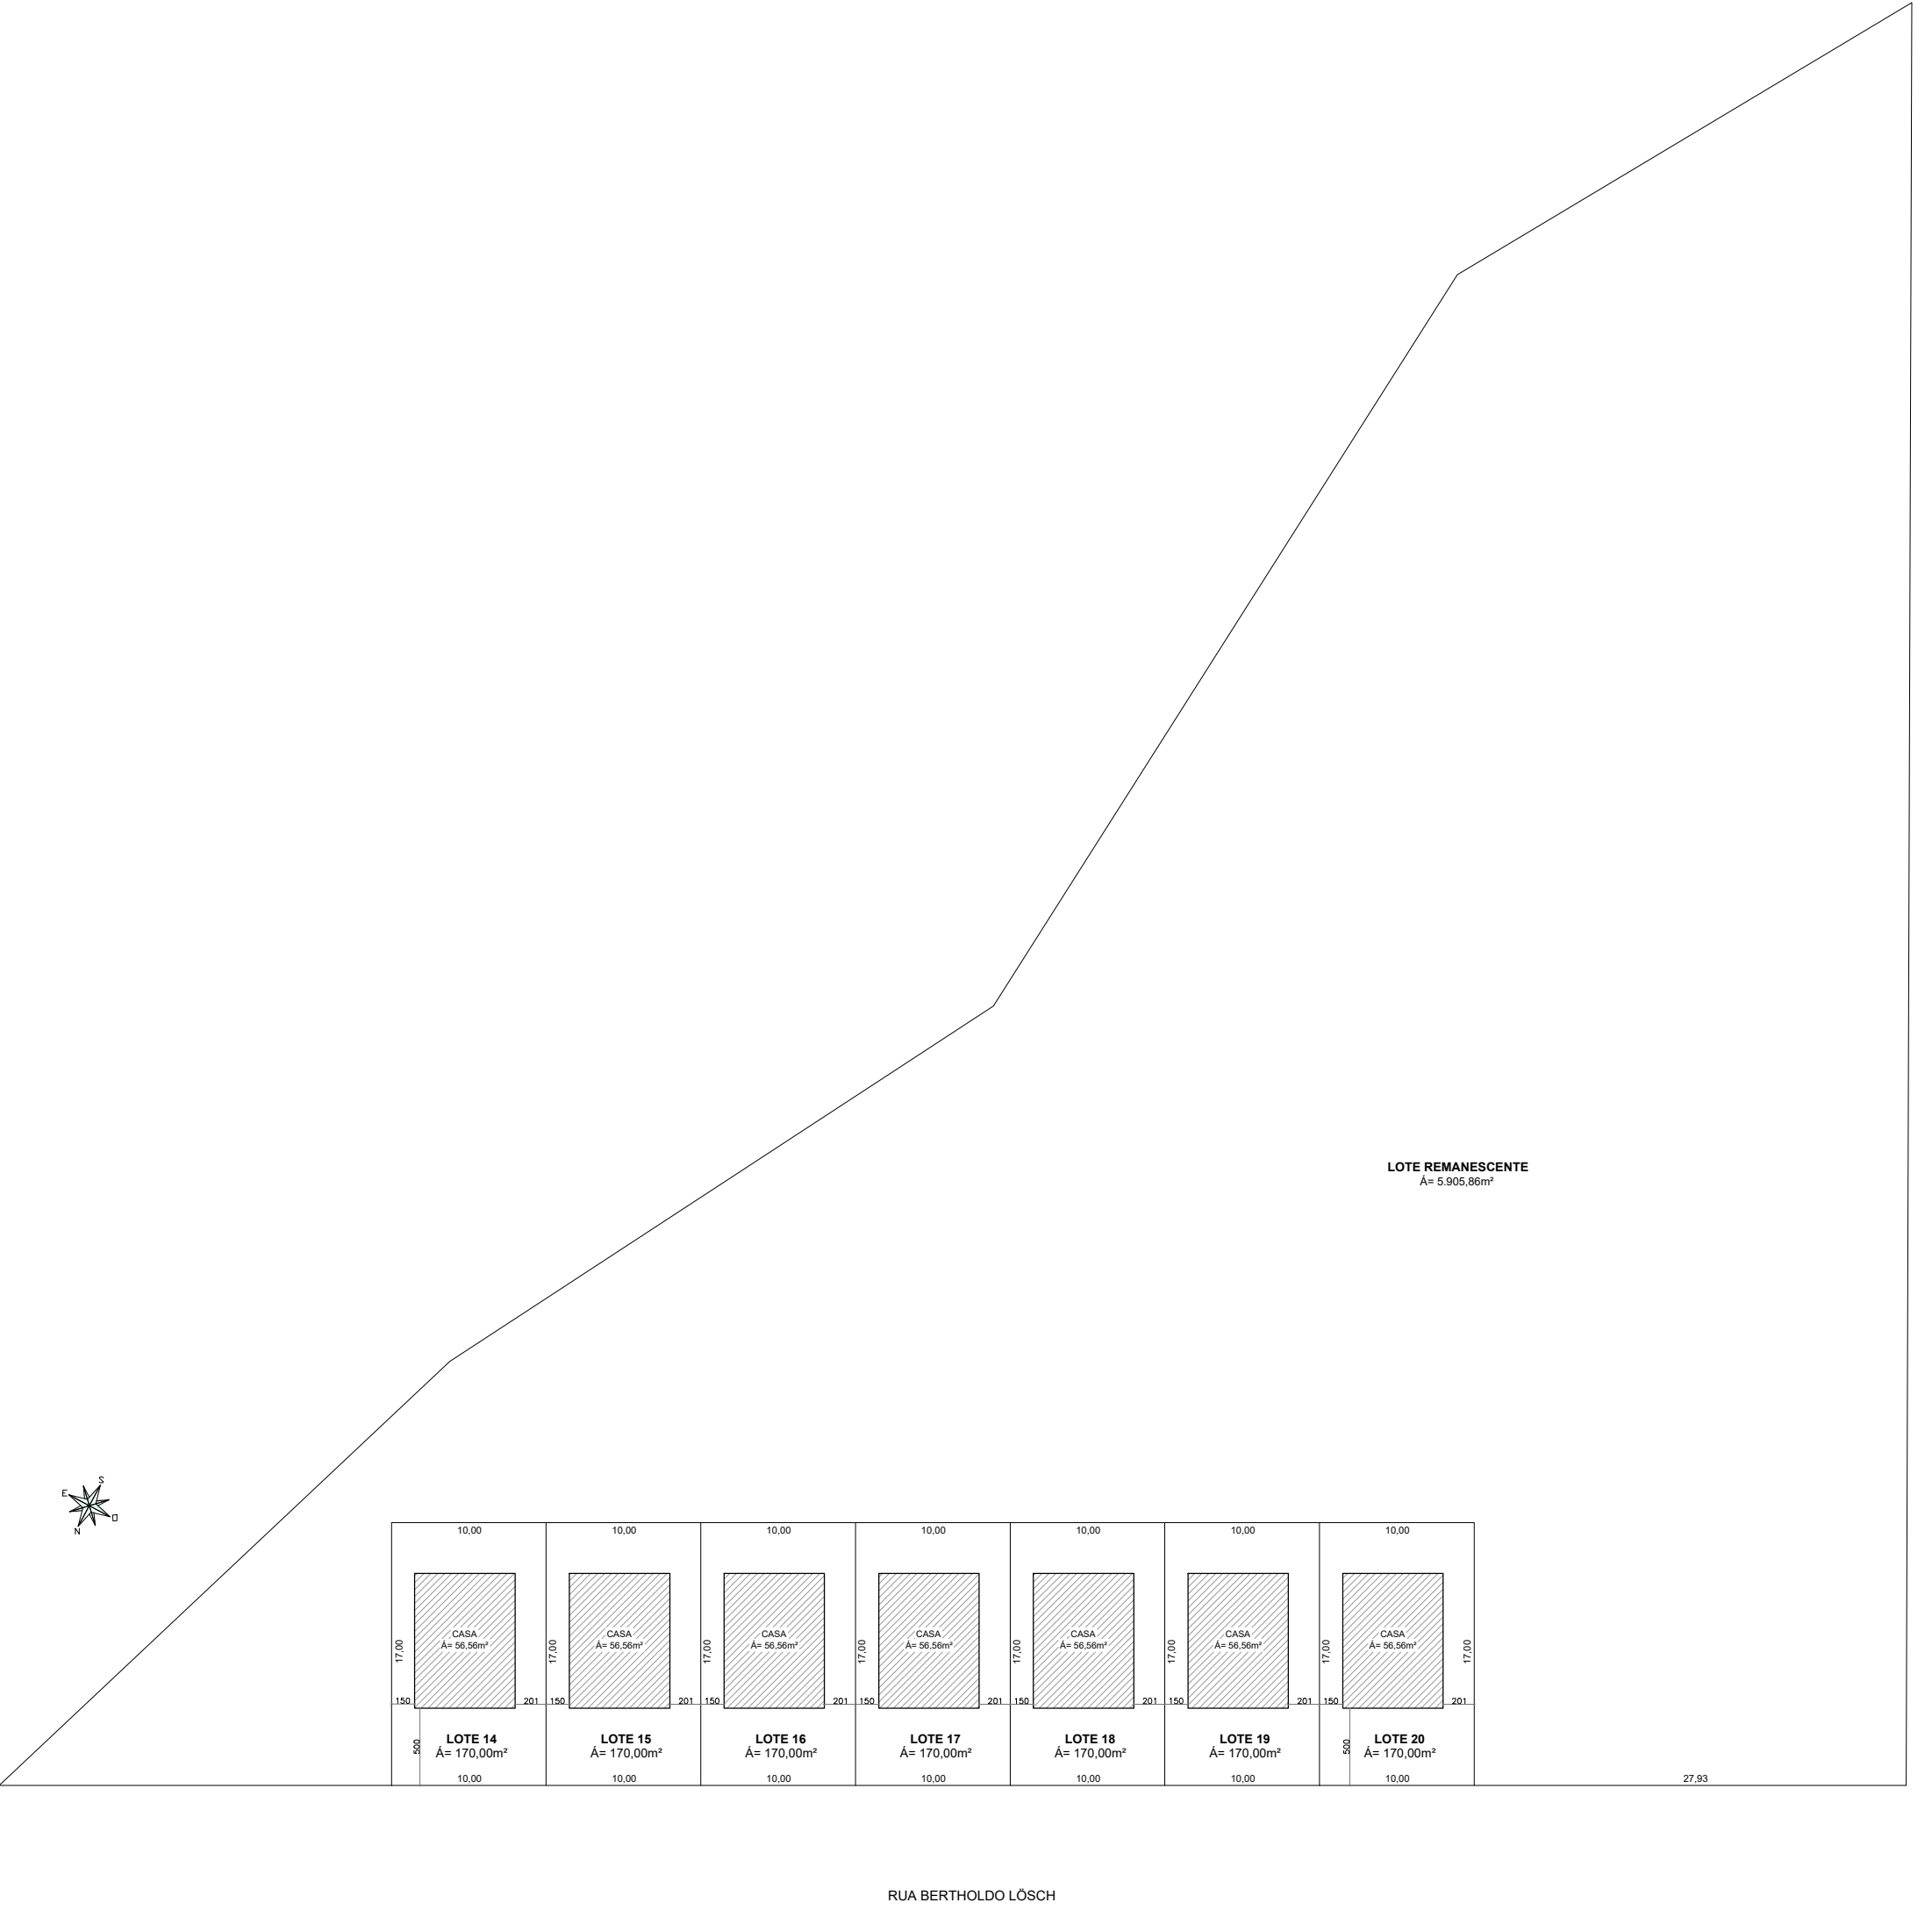 LOTE REMANESCENTE
Á= 5.905,86m²
S
E
O
N
10,00 10,00 10,00 10,00 10,00 10,00 10,00
CASA CASA CASA CASA CASA CASA CASA
Á= 56,56m² Á= 56,56m² Á= 56,56m² Á= 56,56m² Á= 56,56m² Á= 56,56m² Á= 56,56m²
17,00 17,00 17,00 17,00 17,00 17,00 17,00 17,00
150 201 150 201 150 201 150 201 150 201 150 201 150 201
LOTE 14 LOTE 15 LOTE 16 LOTE 17 LOTE 18 LOTE 19 LOTE 20
500 Á= 170,00m² Á= 170,00m² Á= 170,00m² Á= 170,00m² Á= 170,00m² Á= 170,00m² 500 Á= 170,00m²
10,00 10,00 10,00 10,00 10,00 10,00 10,00 27,93
RUA BERTHOLDO LÖSCH